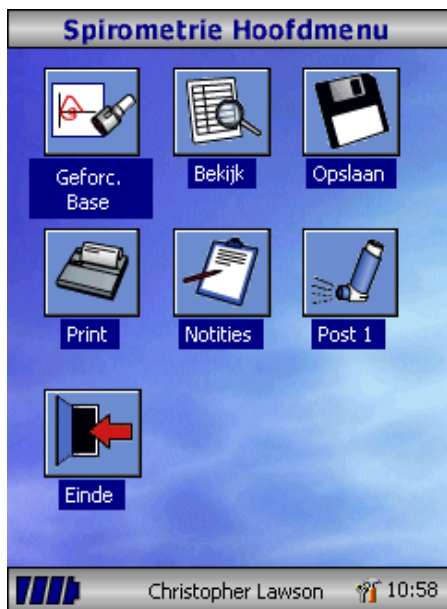 Spirometrie Hoofdmenu
Geforc.
Base
Bekijk
Opslaan
Print
Notities
Post 1
Einde
Christopher Lawson
10:58